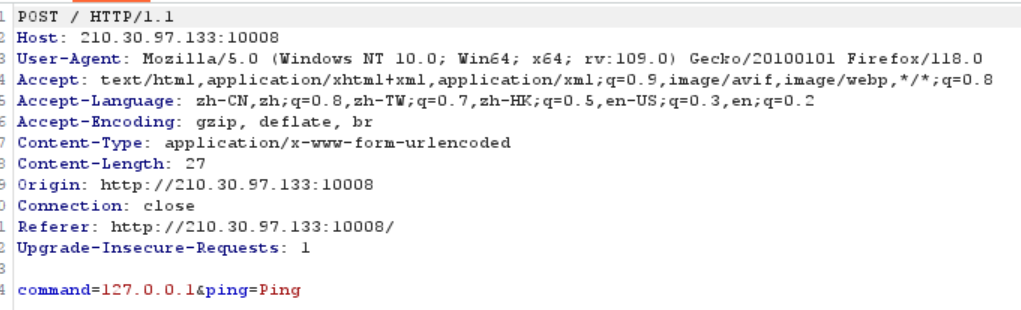 1 POST / HTTP/1.1
2 Host: 210.30.97.133:10008
3 User-Agent: Mozilla/5.0 (Windows NT 10.0; Win64; x64; rv:109.0) Gecko/20100101 Firefox/118.0
4 Accept: text/html,application/xhtml+xml,application/xml;q=0.9,image/avif,image/webp,*/*;q=0.8
5 Accept-Language: zh-CN,zh;q=0.8,zh-TW;q=0.7,zh-HK;q=0.5,en-US;q=0.3,en;q=0.2
6 Accept-Encoding: gzip, deflate, br
7 Content-Type: application/x-www-form-urlencoded
8 Content-Length: 27
9 Origin: http://210.30.97.133:10008
0 Connection: close
1 Referer: http://210.30.97.133:10008/
2 Upgrade-Insecure-Requests: 1
3
4 command=127.0.0.1&ping=Ping